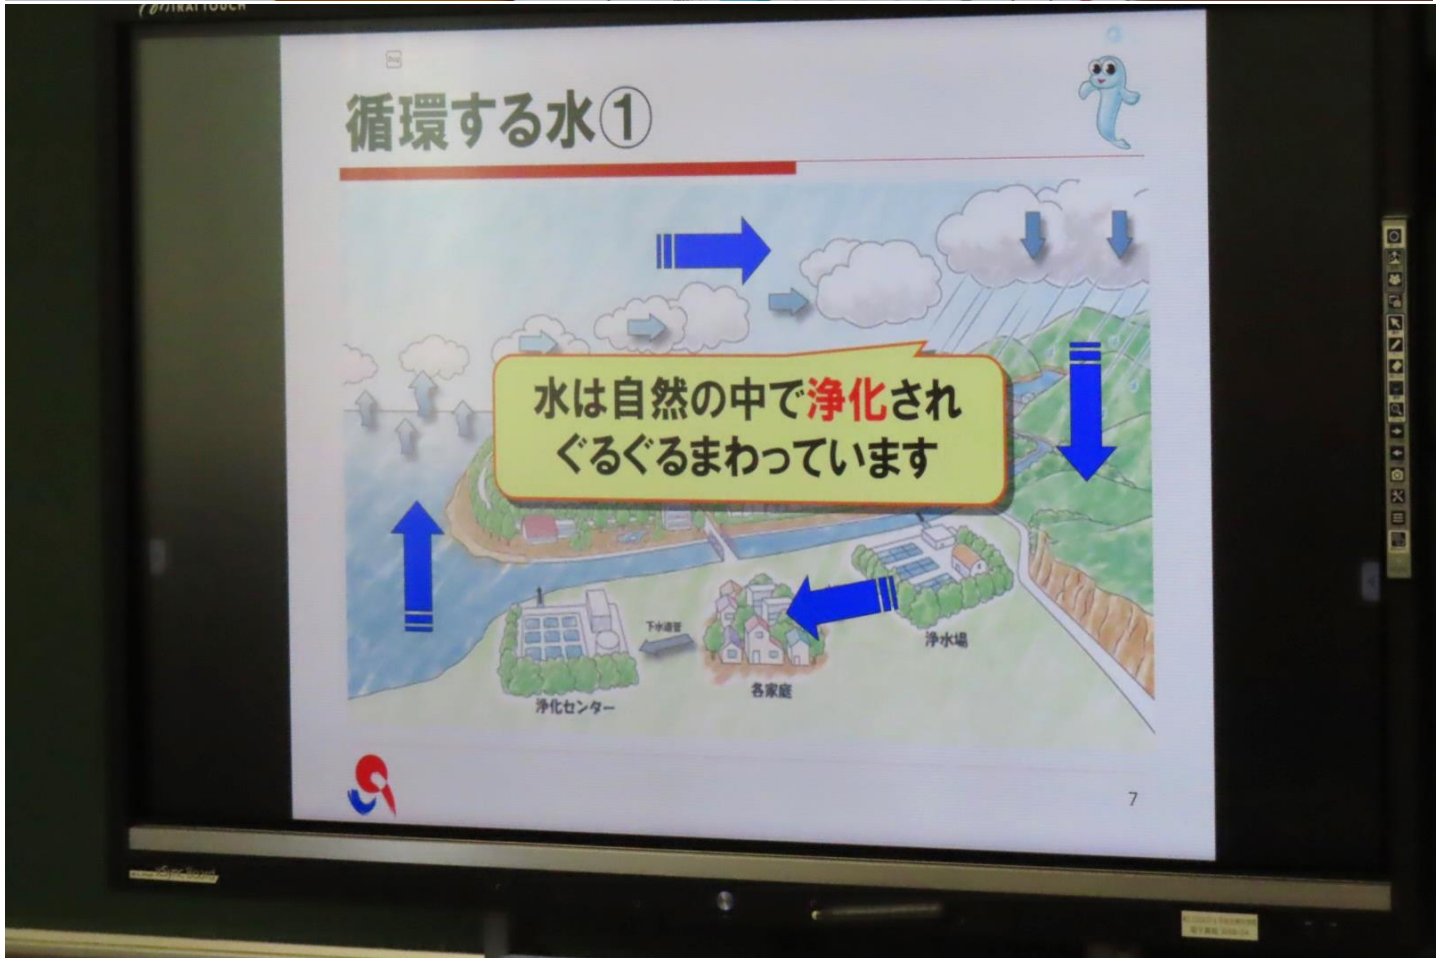 MIRAI TOUCH
循環する水①
水は自然の中で浄化され
ぐるぐるまわっています
下水道管
浄水場
各家庭
浄化センター
7